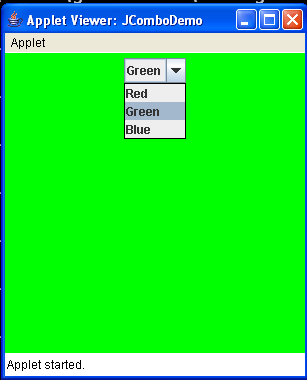 Applet Viewer: JComboDemo
Applet
Green
Red
Green
Blue
Applet started.